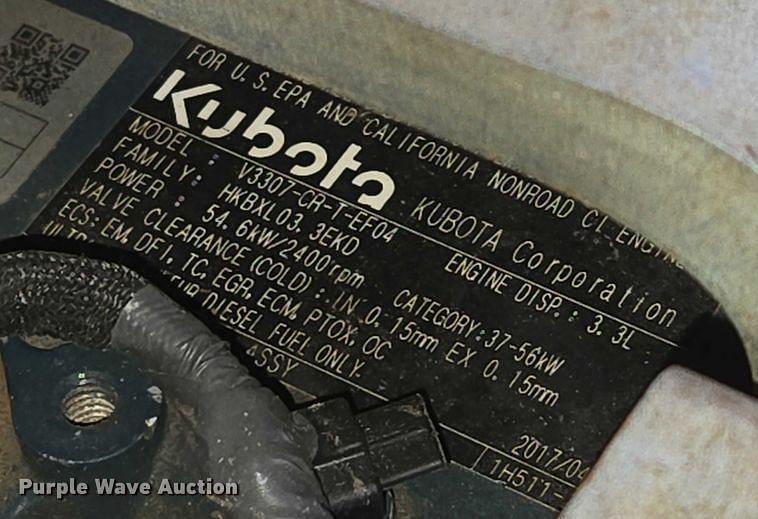 FOR U.S. EPA AND CALIFORNIA NONROAD CI ENGINE
Kubota KUBOTA Corporation
MODEL : V3307-CR-T-EF04 ENGINE DISP.: 3.3L
FAMILY: HKBXL03.3EKD
POWER : 54.6kW/2400rpm CATEGORY:37-56kW
VALVE CLEARANCE(COLD): IN 0.15mm EX 0.15mm
ECS: EM, DFI, TC, EGR, ECM, PTOX, OC
DIESEL FUEL ONLY.
ASSY
2017/04
1H511-
Purple Wave Auction